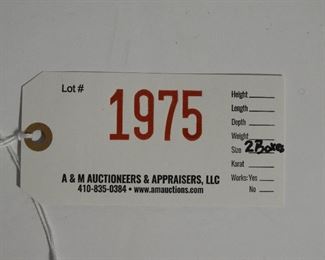 Lot #
1975
A & M AUCTIONEERS & APPRAISERS, LLC
410-835-0384 • www.amauctions.com
Height
Length
Depth
Weight
Size 2 Boxes
Karat
Works: Yes
No